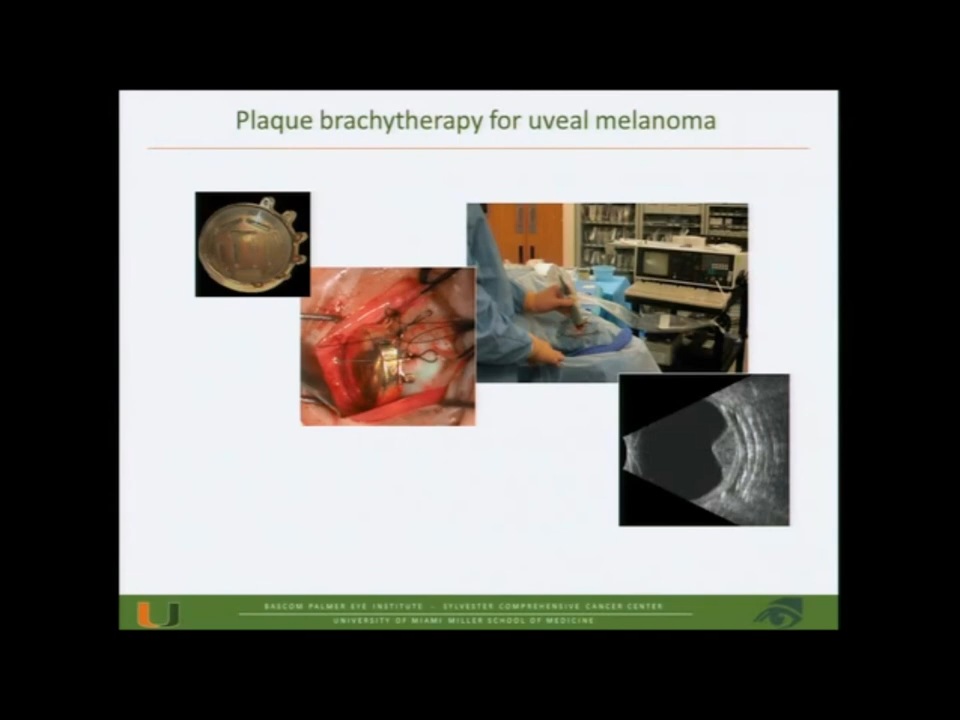 Plaque brachytherapy for uveal melanoma
BASCOM PALMER EYE INSTITUTE - SYLVESTER COMPREHENSIVE CANCER CENTER
UNIVERSITY OF MIAMI MILLER SCHOOL OF MEDICINE